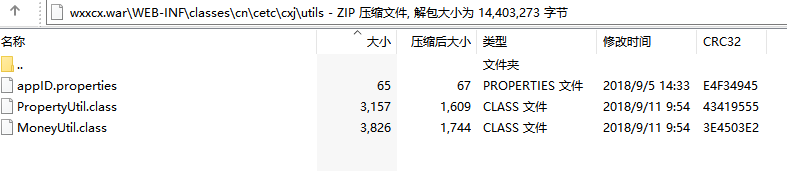 wxxcx.war\WEB-INF\classes\cn\cetc\cxj\utils - ZIP 压缩文件, 解包大小为 14,403,273 字节
名称 大小 压缩后大小 类型 修改时间 CRC32
.. 文件夹
appID.properties 65 67 PROPERTIES 文件 2018/9/5 14:33 E4F34945
PropertyUtil.class 3,157 1,609 CLASS 文件 2018/9/11 9:54 43419555
MoneyUtil.class 3,826 1,744 CLASS 文件 2018/9/11 9:54 3E4503E2